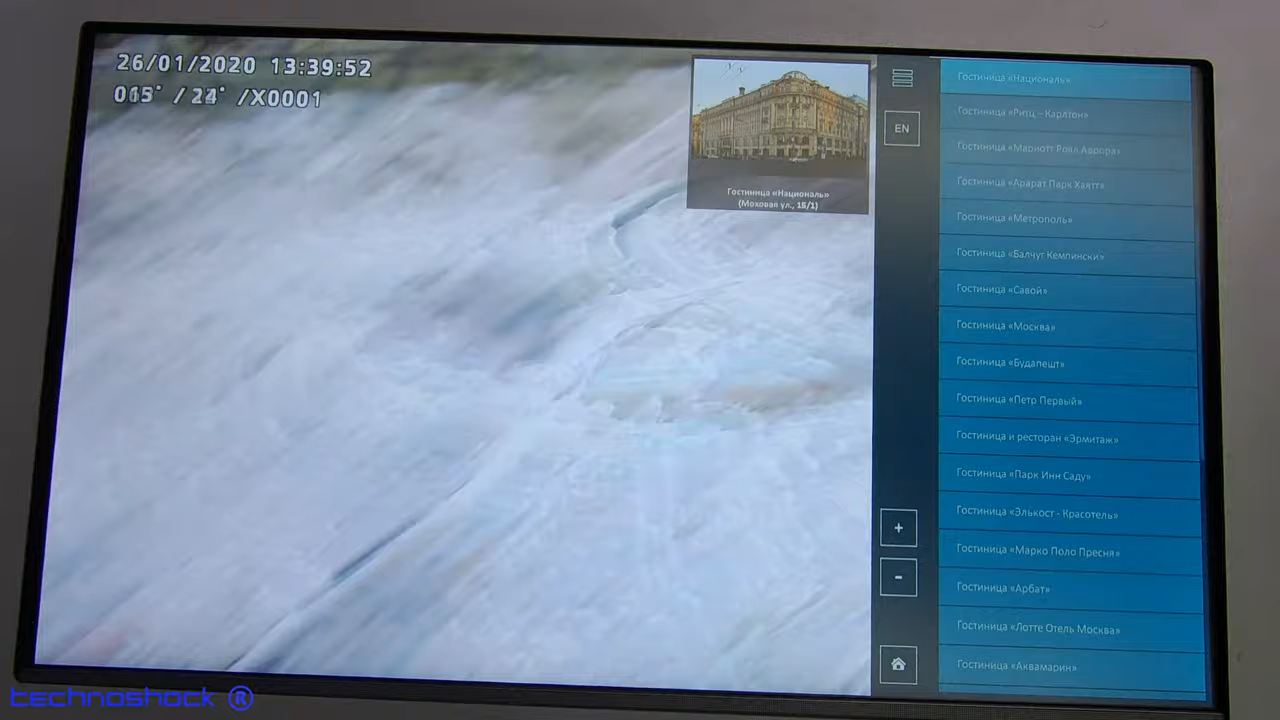 26/01/2020 13:39:52
065° / 24° /X0001
Гостиница «Националь»
(Моховая ул., 15/1)
EN
+
-
Гостиница «Националь»
Гостиница «Ритц - Карлтон»
Гостиница «Мариотт Роял Аврора»
Гостиница «Арарат Парк Хаятт»
Гостиница «Метрополь»
Гостиница «Балчуг Кемпински»
Гостиница «Савой»
Гостиница «Москва»
Гостиница «Будапешт»
Гостиница «Петр Первый»
Гостиница и ресторан «Эрмитаж»
Гостиница «Парк Инн Саду»
Гостиница «Элькост - Красотель»
Гостиница «Марко Поло Пресня»
Гостиница «Арбат»
Гостиница «Лотте Отель Москва»
Гостиница «Аквамарин»
technoshock ®